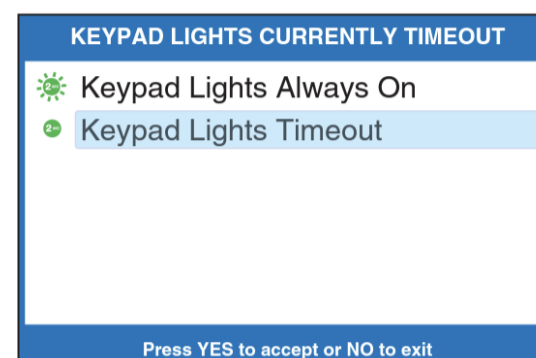 KEYPAD LIGHTS CURRENTLY TIMEOUT
Keypad Lights Always On
Keypad Lights Timeout
Press YES to accept or NO to exit